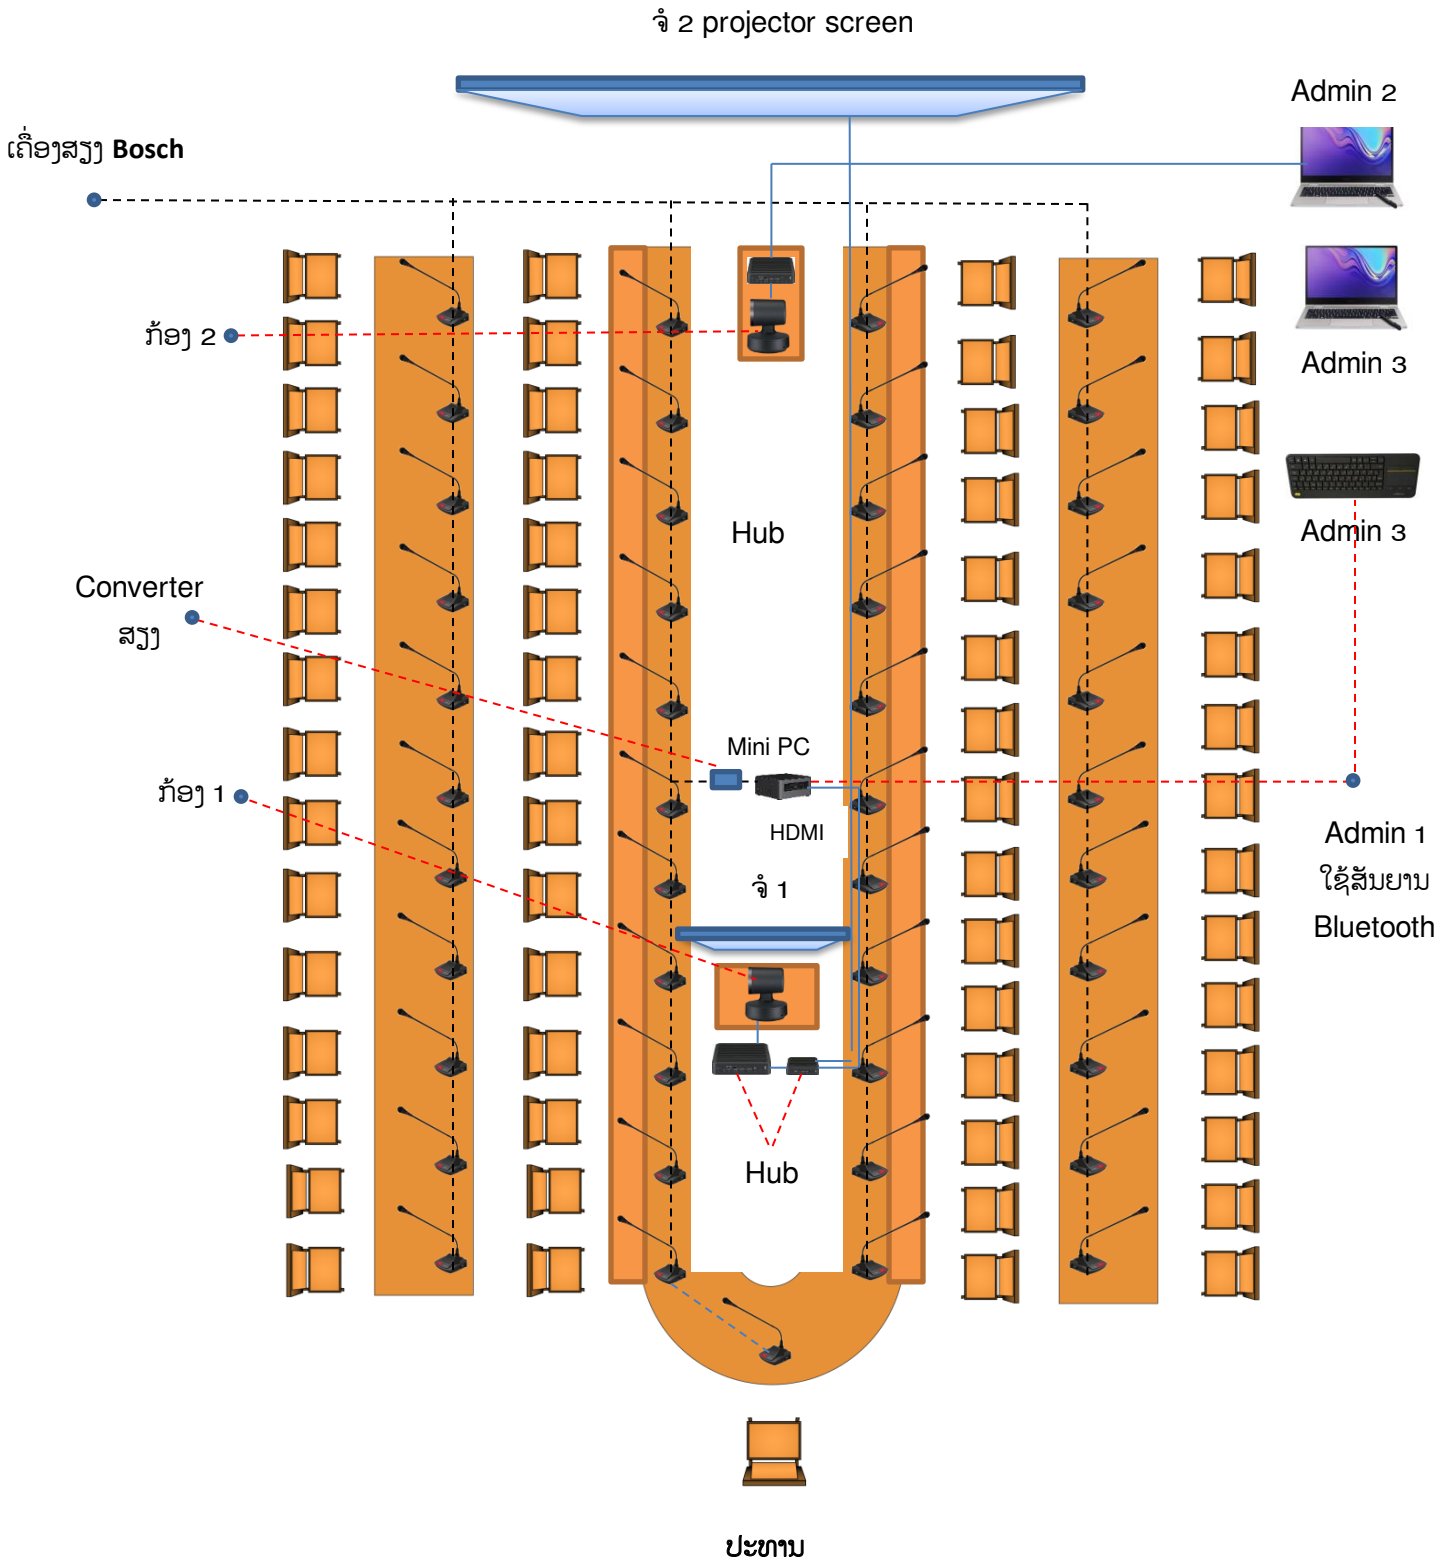 ຈໍ 2 projector screen
Admin 2
ເຄື່ອງສຽງ Bosch
ກ້ອງ 2
Admin 3
Hub
Admin 3
Converter
ສຽງ
Mini PC
ກ້ອງ 1
HDMI
Admin 1
ໃຊ້ສັນຍານ
Bluetooth
ຈໍ 1
Hub
ປະທານ